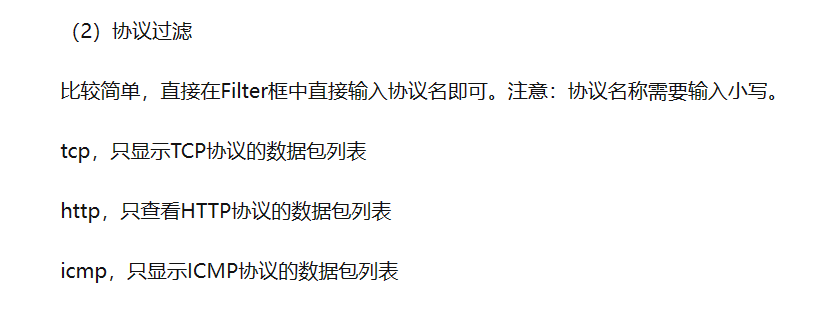 （2）协议过滤
比较简单，直接在Filter框中直接输入协议名即可。注意：协议名称需要输入小写。
tcp，只显示TCP协议的数据包列表
http，只查看HTTP协议的数据包列表
icmp，只显示ICMP协议的数据包列表